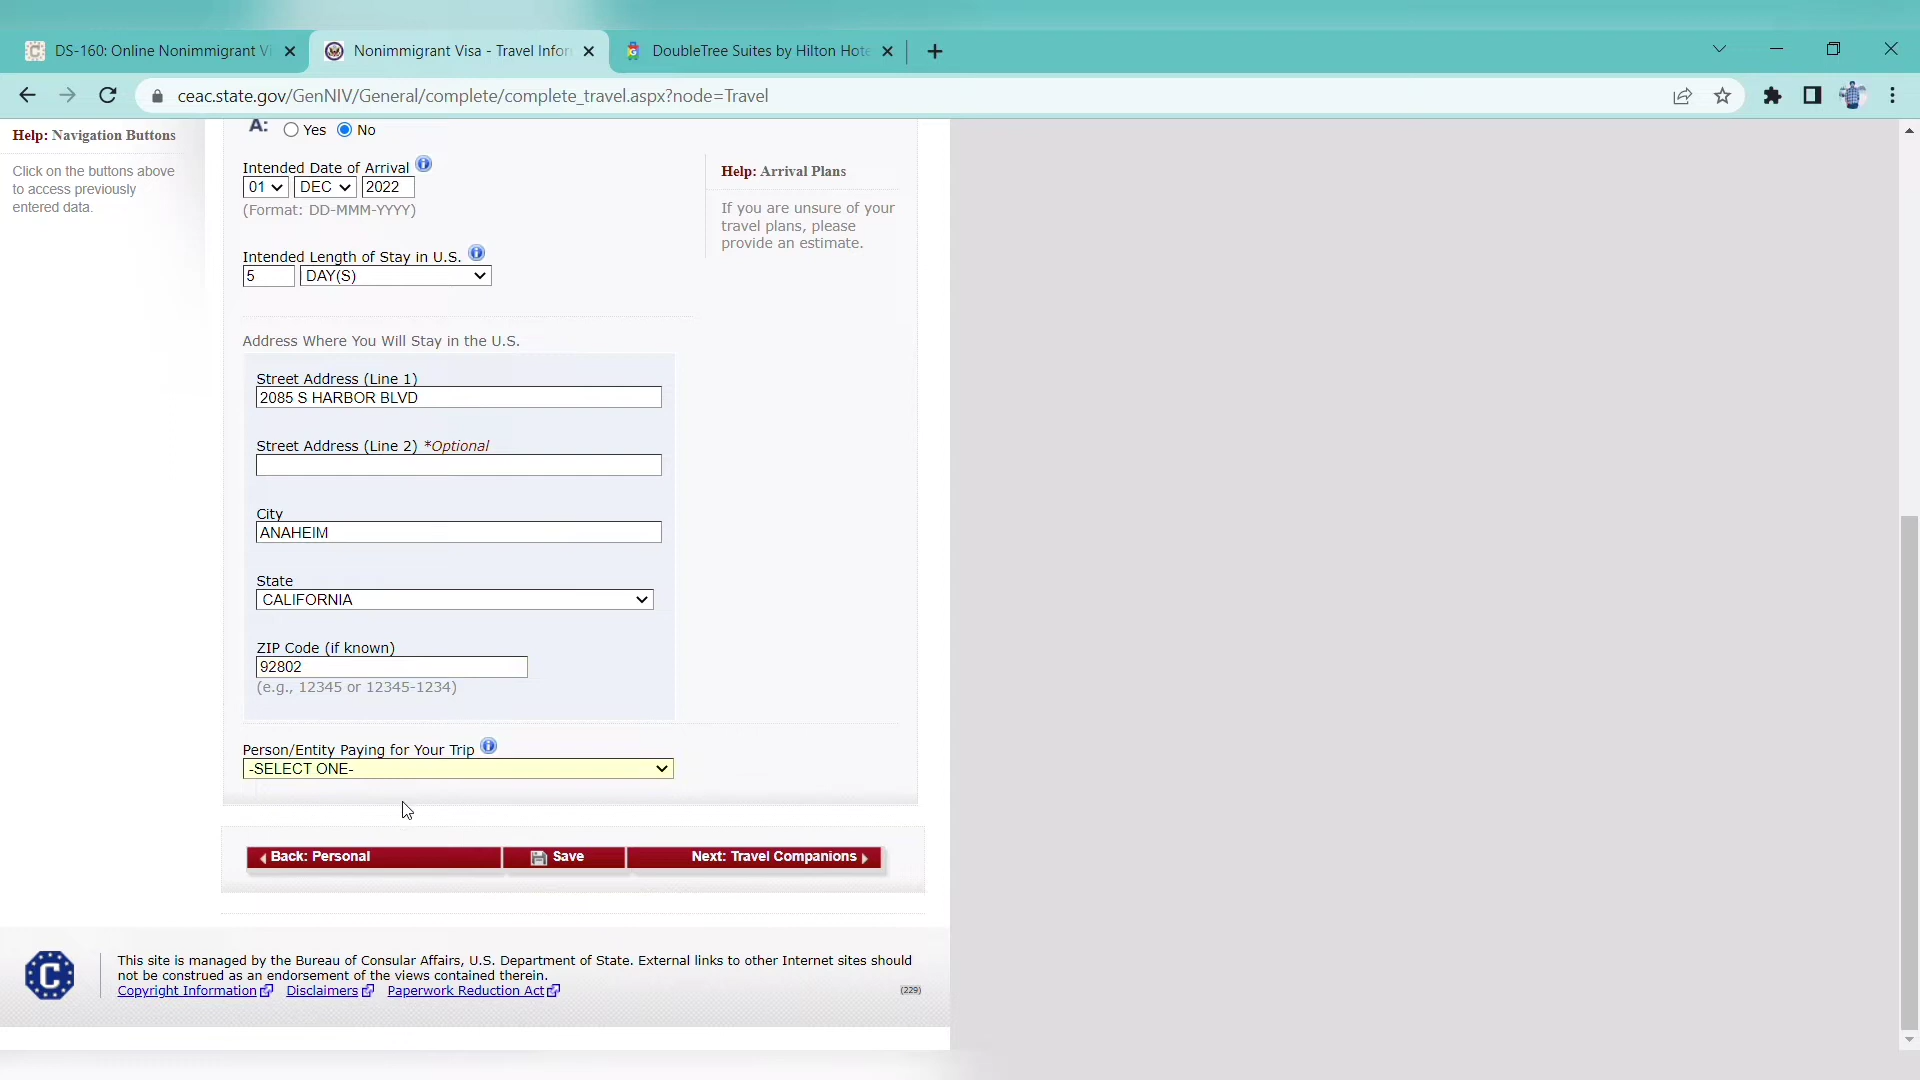 DS-160: Online Nonimmigrant Vi
Nonimmigrant Visa - Travel Infor
DoubleTree Suites by Hilton Hote
ceac.state.gov/GenNIV/General/complete/complete_travel.aspx?node=Travel
Help: Navigation Buttons
Click on the buttons above
to access previously
entered data.
A: Yes No
Intended Date of Arrival
01 DEC 2022
(Format: DD-MMM-YYYY)
Help: Arrival Plans
If you are unsure of your
travel plans, please
provide an estimate.
Intended Length of Stay in U.S.
5 DAY(S)
Address Where You Will Stay in the U.S.
Street Address (Line 1)
2085 S HARBOR BLVD
Street Address (Line 2) *Optional
City
ANAHEIM
State
CALIFORNIA
ZIP Code (if known)
92802
(e.g., 12345 or 12345-1234)
Person/Entity Paying for Your Trip
-SELECT ONE-
Back: Personal
Save
Next: Travel Companions
C
This site is managed by the Bureau of Consular Affairs, U.S. Department of State. External links to other Internet sites should
not be construed as an endorsement of the views contained therein.
Copyright Information Disclaimers Paperwork Reduction Act
(229)